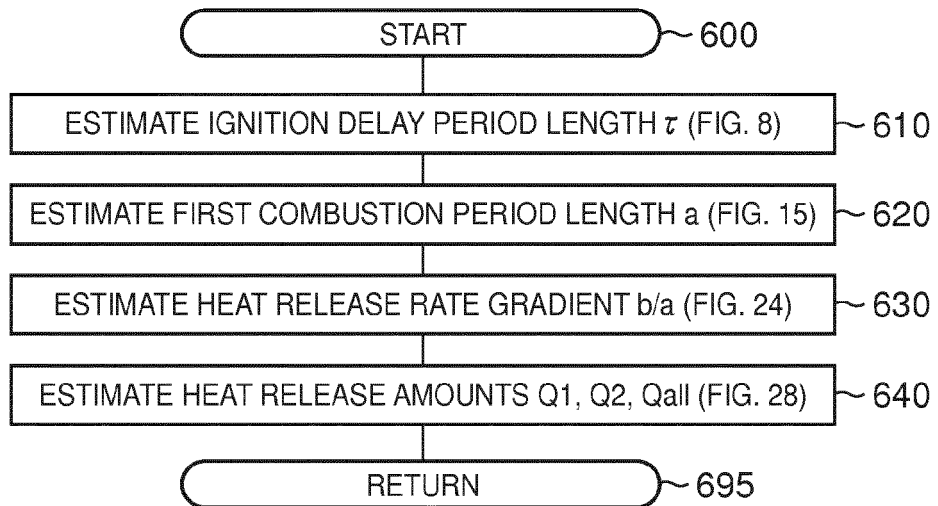 START 600
ESTIMATE IGNITION DELAY PERIOD LENGTH τ (FIG. 8) 610
ESTIMATE FIRST COMBUSTION PERIOD LENGTH a (FIG. 15) 620
ESTIMATE HEAT RELEASE RATE GRADIENT b/a (FIG. 24) 630
ESTIMATE HEAT RELEASE AMOUNTS Q1, Q2, Qall (FIG. 28) 640
RETURN 695